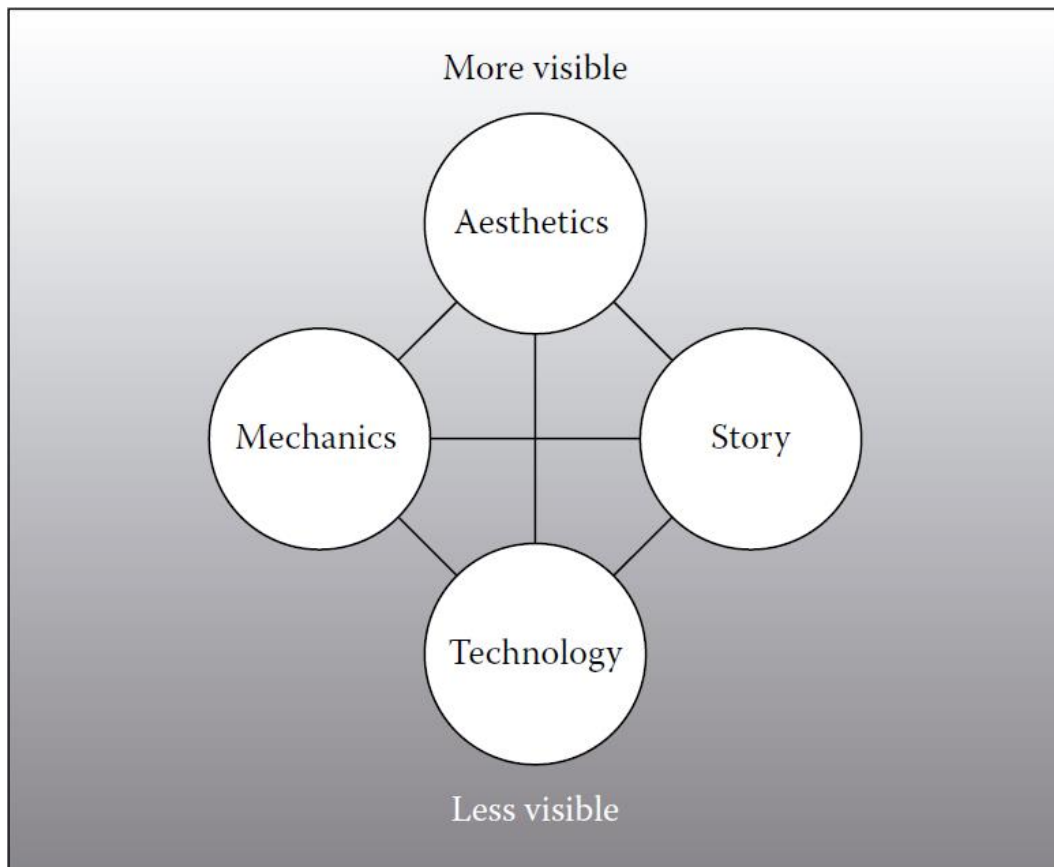 More visible
Aesthetics
Mechanics
Story
Technology
Less visible